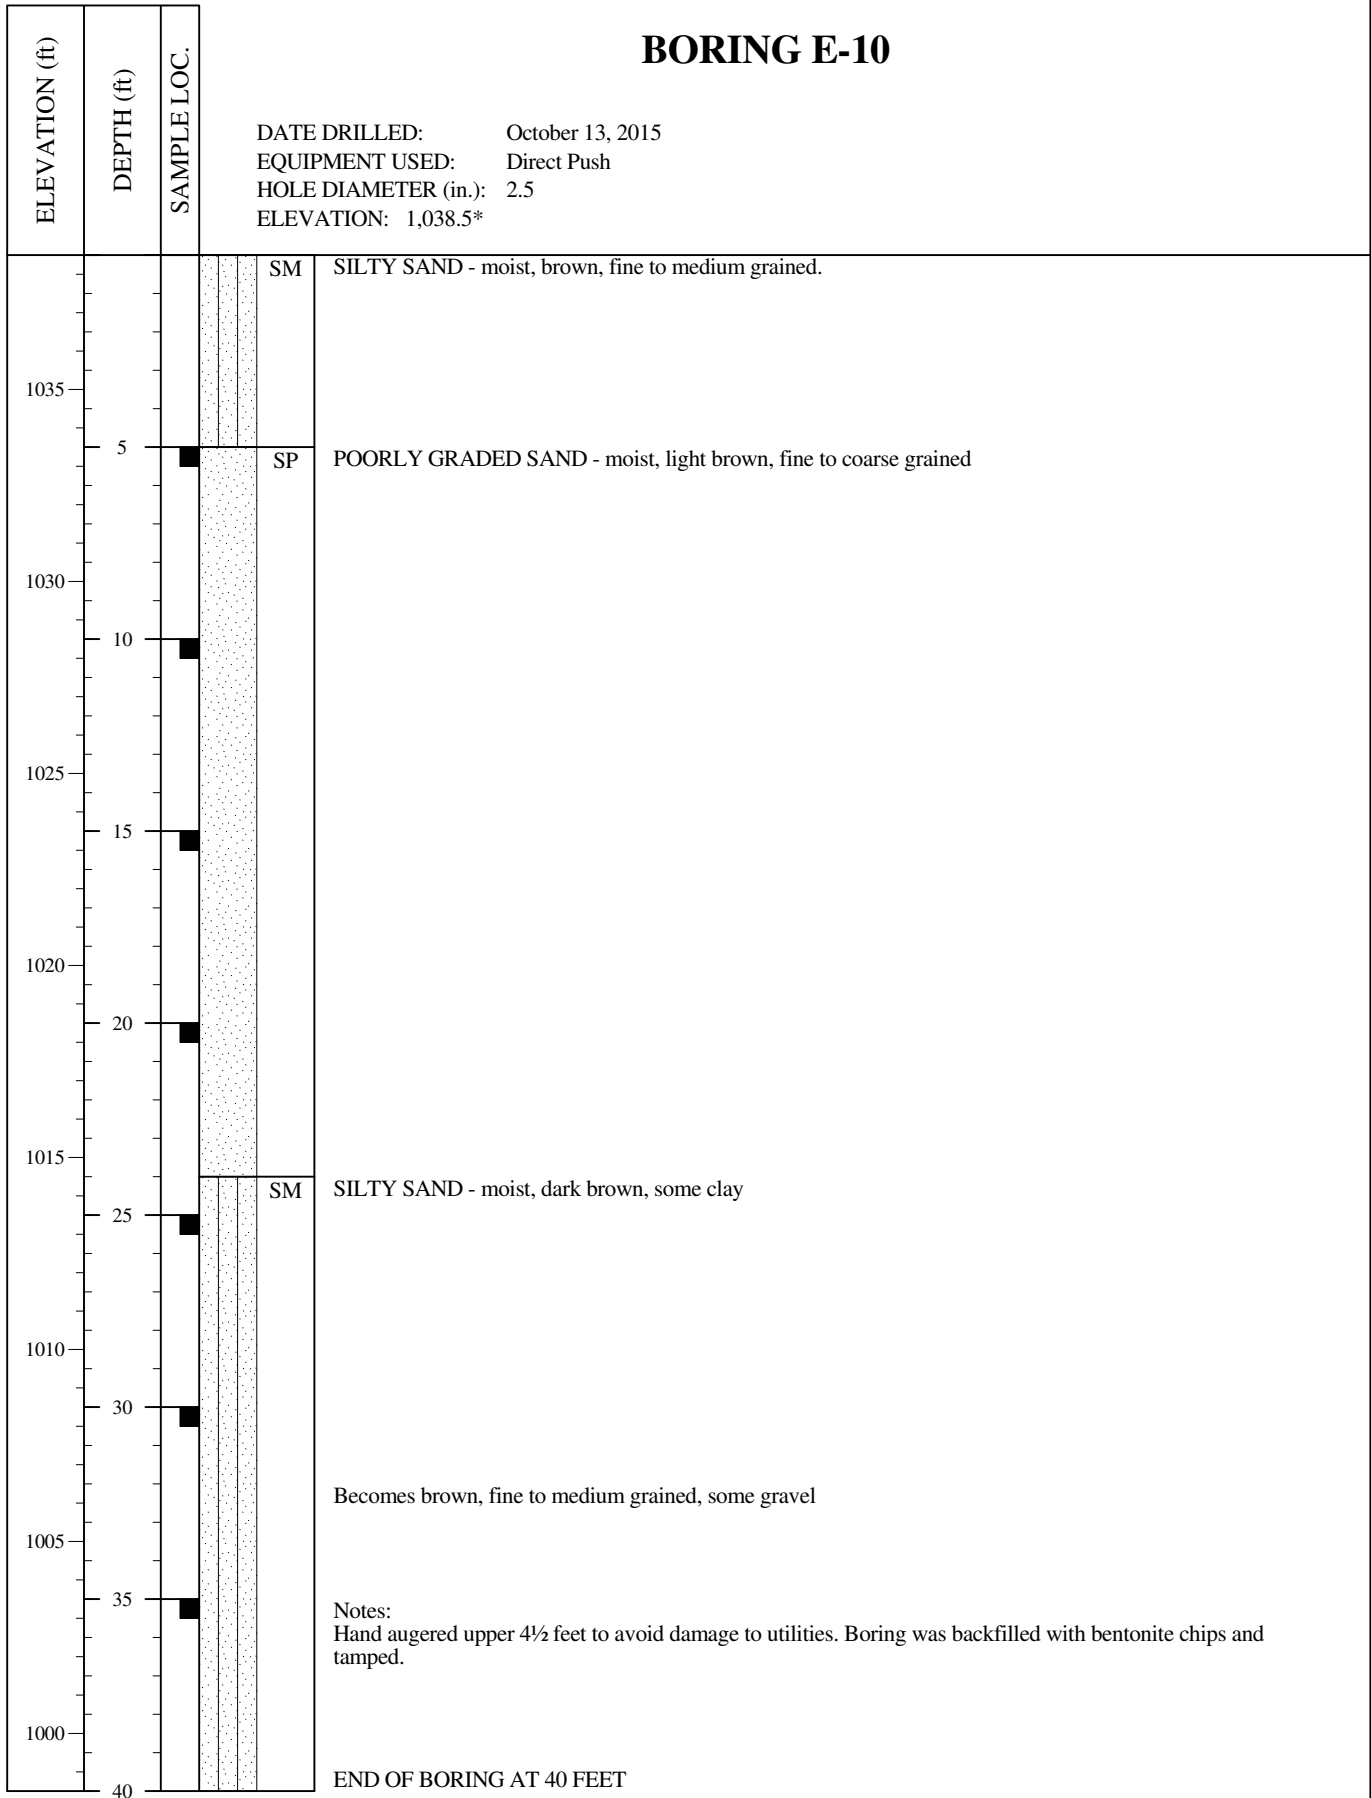 ELEVATION (ft)
DEPTH (ft)
SAMPLE LOC.
BORING E-10
DATE DRILLED: October 13, 2015
EQUIPMENT USED: Direct Push
HOLE DIAMETER (in.): 2.5
ELEVATION: 1,038.5*
SM SILTY SAND - moist, brown, fine to medium grained.
1035
5
SP POORLY GRADED SAND - moist, light brown, fine to coarse grained
1030
10
1025
15
1020
20
1015
SM SILTY SAND - moist, dark brown, some clay
25
1010
30
Becomes brown, fine to medium grained, some gravel
1005
35
Notes:
Hand augered upper 4½ feet to avoid damage to utilities. Boring was backfilled with bentonite chips and
tamped.
1000
END OF BORING AT 40 FEET
40